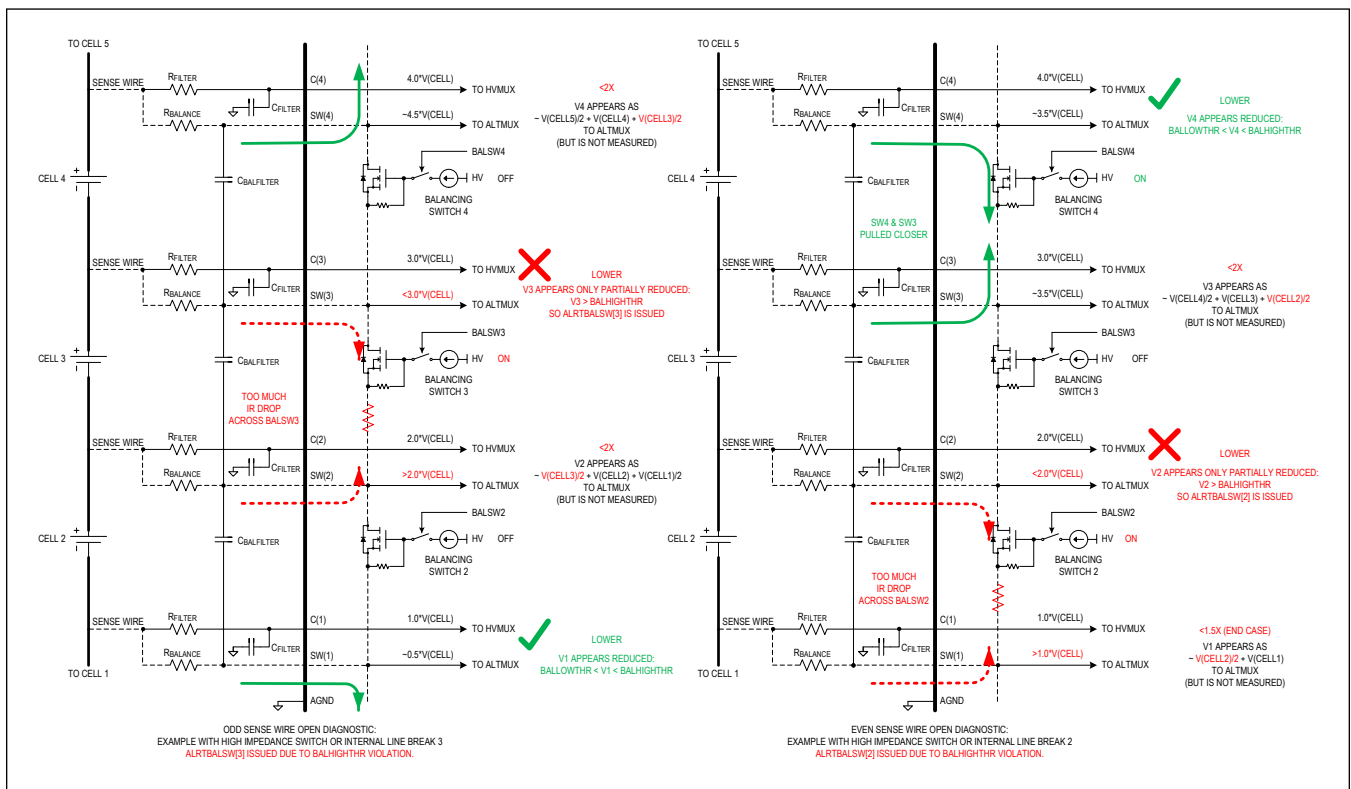 TO CELL 5
SENSE WIRE
RFILTER
C(4)
4.0*V(CELL)
TO HVMUX
CFILTER
RBALANCE
SW(4)
~4.5*V(CELL)
TO ALTMUX
<2X
V4 APPEARS AS
– V(CELL5)/2 + V(CELL4) + V(CELL3)/2
TO ALTMUX
(BUT IS NOT MEASURED)
BALSW4
HV
OFF
BALANCING
SWITCH 4
CELL 4
+
-
CBALFILTER
SENSE WIRE
RFILTER
C(3)
3.0*V(CELL)
TO HVMUX
CFILTER
RBALANCE
SW(3)
<3.0*V(CELL)
TO ALTMUX
LOWER
V3 APPEARS ONLY PARTIALLY REDUCED:
V3 > BALHIGHTHR
SO ALRTBALSW[3] IS ISSUED
BALSW3
HV
ON
BALANCING
SWITCH 3
CELL 3
+
-
CBALFILTER
TOO MUCH
IR DROP
ACROSS BALSW3
SENSE WIRE
RFILTER
C(2)
2.0*V(CELL)
TO HVMUX
CFILTER
RBALANCE
SW(2)
>2.0*V(CELL)
TO ALTMUX
<2X
V2 APPEARS AS
– V(CELL3)/2 + V(CELL2) + V(CELL1)/2
TO ALTMUX
(BUT IS NOT MEASURED)
BALSW2
HV
OFF
BALANCING
SWITCH 2
CELL 2
+
-
CBALFILTER
SENSE WIRE
RFILTER
C(1)
1.0*V(CELL)
TO HVMUX
CFILTER
RBALANCE
SW(1)
~0.5*V(CELL)
TO ALTMUX
LOWER
V1 APPEARS REDUCED:
BALLOWTHR < V1 < BALHIGHTHR
TO CELL 1
AGND
ODD SENSE WIRE OPEN DIAGNOSTIC:
EXAMPLE WITH HIGH IMPEDANCE SWITCH OR INTERNAL LINE BREAK 3
ALRTBALSW[3] ISSUED DUE TO BALHIGHTHR VIOLATION.
TO CELL 5
SENSE WIRE
RFILTER
C(4)
4.0*V(CELL)
TO HVMUX
CFILTER
RBALANCE
SW(4)
~3.5*V(CELL)
TO ALTMUX
LOWER
V4 APPEARS REDUCED:
BALLOWTHR < V4 < BALHIGHTHR
BALSW4
HV
ON
BALANCING
SWITCH 4
CELL 4
+
-
CBALFILTER
SW4 & SW3
PULLED CLOSER
SENSE WIRE
RFILTER
C(3)
3.0*V(CELL)
TO HVMUX
CFILTER
RBALANCE
SW(3)
~3.5*V(CELL)
TO ALTMUX
<2X
V3 APPEARS AS
– V(CELL4)/2 + V(CELL3) + V(CELL2)/2
TO ALTMUX
(BUT IS NOT MEASURED)
BALSW3
HV
OFF
BALANCING
SWITCH 3
CELL 3
+
-
CBALFILTER
SENSE WIRE
RFILTER
C(2)
2.0*V(CELL)
TO HVMUX
CFILTER
RBALANCE
SW(2)
<2.0*V(CELL)
TO ALTMUX
LOWER
V2 APPEARS ONLY PARTIALLY REDUCED:
V2 > BALHIGHTHR
SO ALRTBALSW[2] IS ISSUED
BALSW2
HV
ON
BALANCING
SWITCH 2
CELL 2
+
-
CBALFILTER
TOO MUCH
IR DROP
ACROSS BALSW2
SENSE WIRE
RFILTER
C(1)
1.0*V(CELL)
TO HVMUX
CFILTER
RBALANCE
SW(1)
>1.0*V(CELL)
TO ALTMUX
<1.5X (END CASE)
V1 APPEARS AS
– V(CELL2)/2 + V(CELL1)
TO ALTMUX
(BUT IS NOT MEASURED)
TO CELL 1
AGND
EVEN SENSE WIRE OPEN DIAGNOSTIC:
EXAMPLE WITH HIGH IMPEDANCE SWITCH OR INTERNAL LINE BREAK 2
ALRTBALSW[2] ISSUED DUE TO BALHIGHTHR VIOLATION.